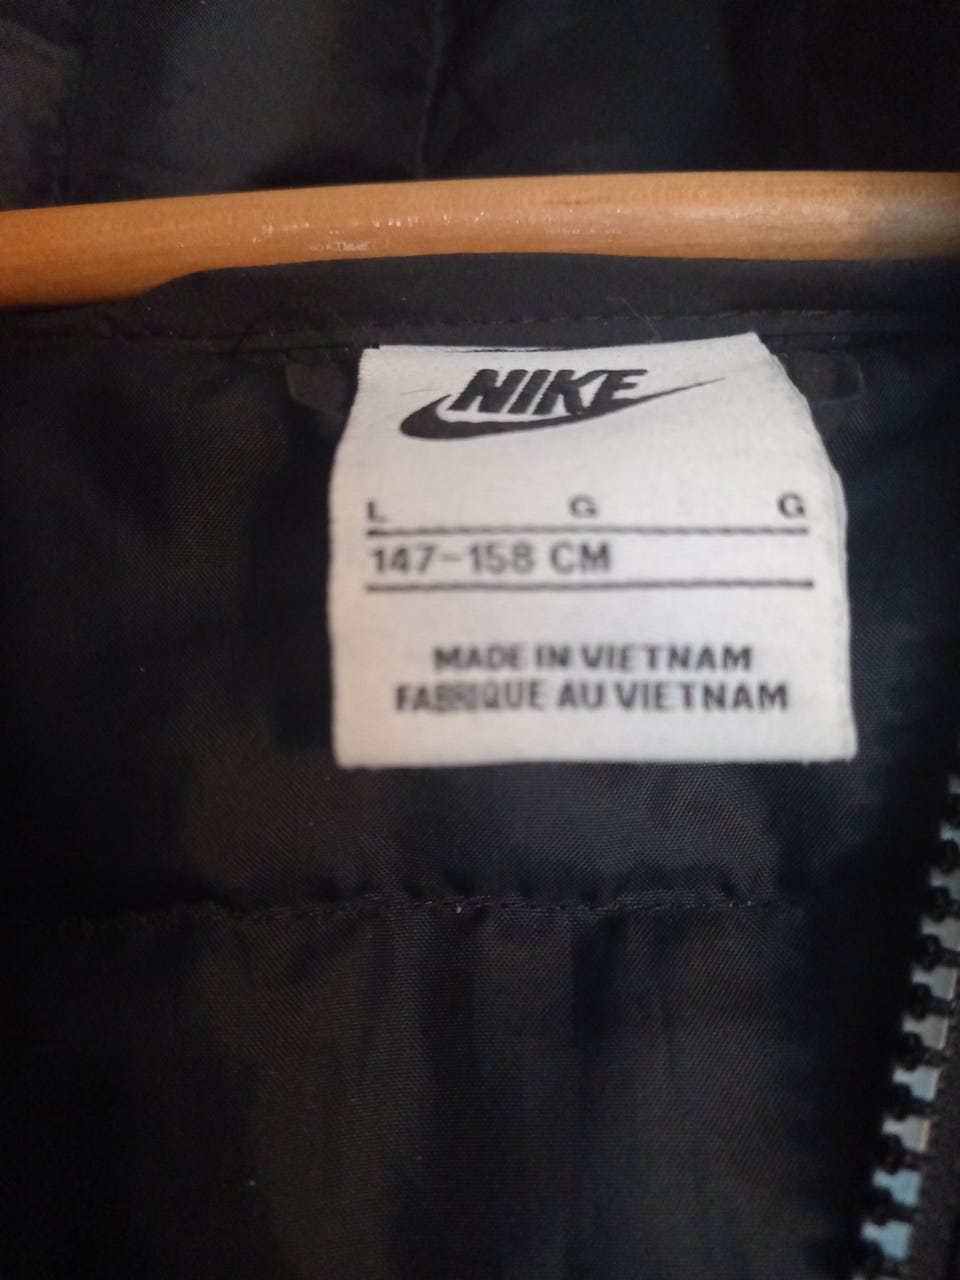 NIKE
L G G
147-158 CM
MADE IN VIETNAM
FABRIQUE AU VIETNAM